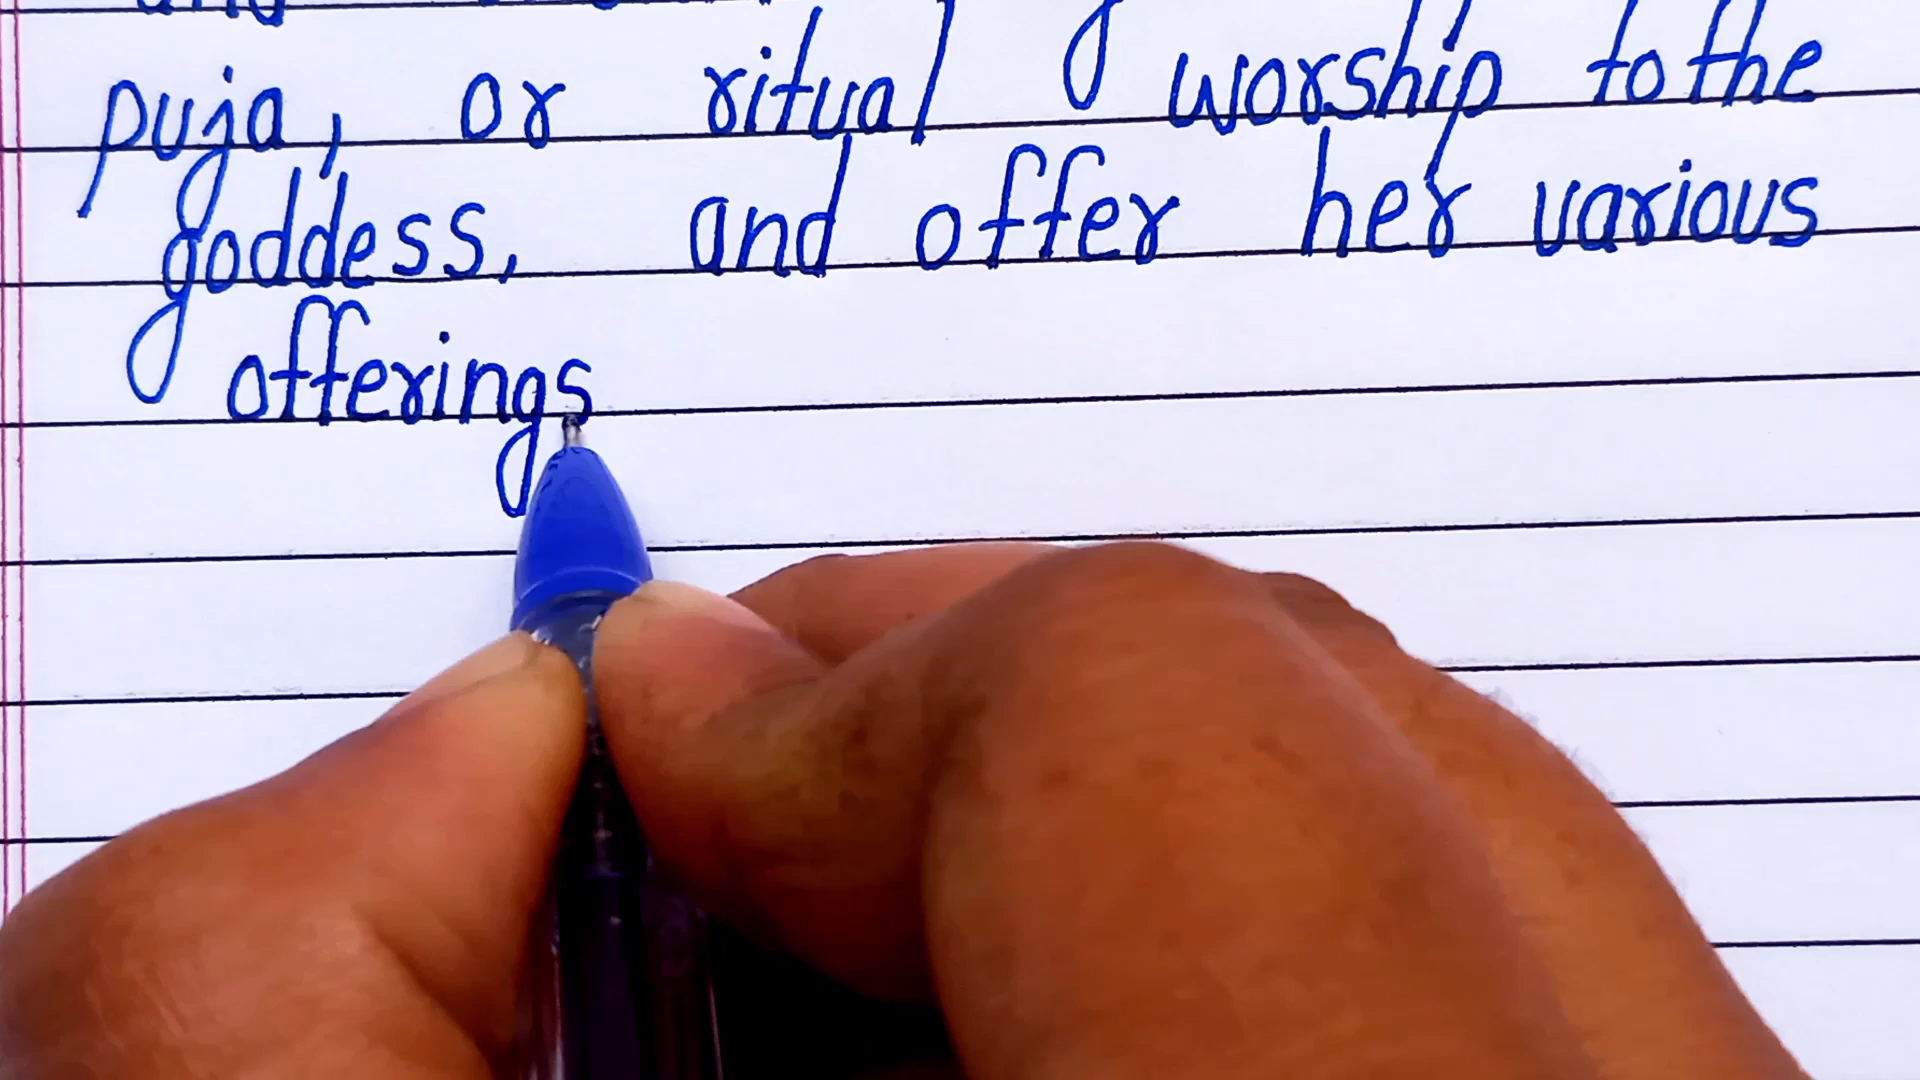 puja, or ritual worship to the
goddess, and offer her various
offerings